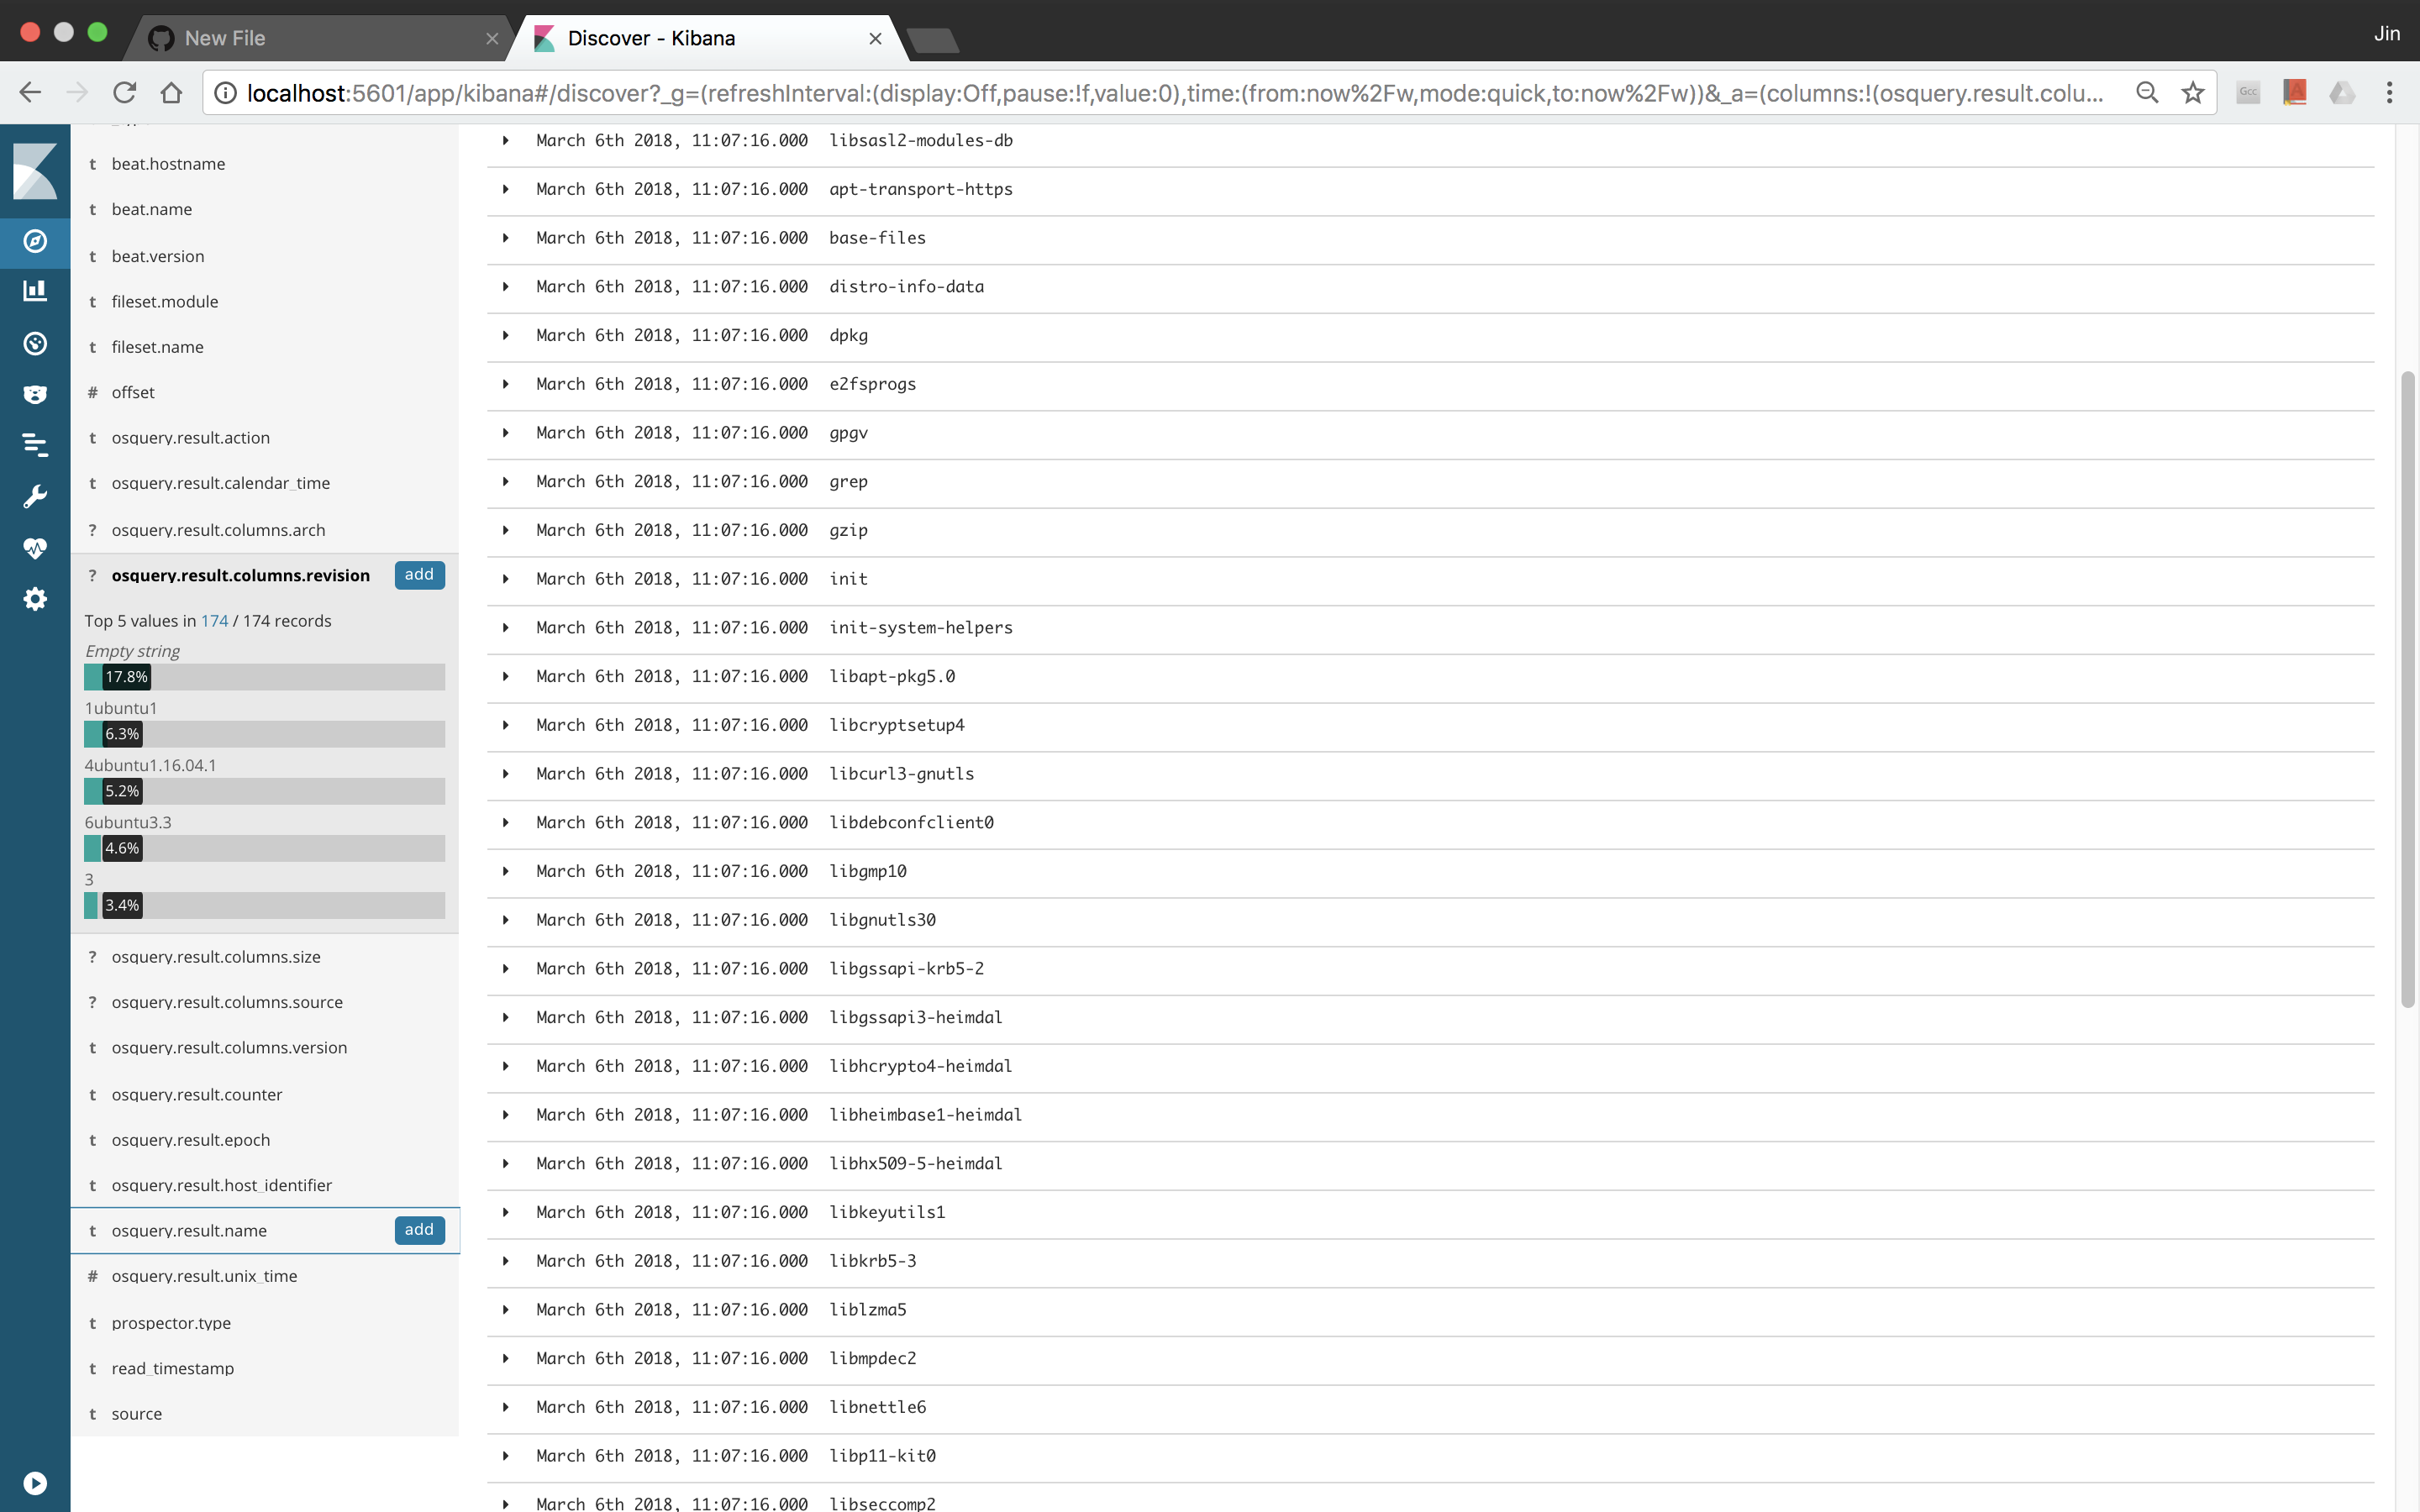 New File
Discover - Kibana
Jin
localhost:5601/app/kibana#/discover?_g=(refreshInterval:(display:Off,pause:!f,value:0),time:(from:now%2Fw,mode:quick,to:now%2Fw))&_a=(columns:!(osquery.result.colu...
Gcc
t beat.hostname
t beat.name
t beat.version
t fileset.module
t fileset.name
# offset
t osquery.result.action
t osquery.result.calendar_time
? osquery.result.columns.arch
? osquery.result.columns.revision add
Top 5 values in 174 / 174 records
Empty string
17.8%
1ubuntu1
6.3%
4ubuntu1.16.04.1
5.2%
6ubuntu3.3
4.6%
3
3.4%
? osquery.result.columns.size
? osquery.result.columns.source
t osquery.result.columns.version
t osquery.result.counter
t osquery.result.epoch
t osquery.result.host_identifier
t osquery.result.name add
# osquery.result.unix_time
t prospector.type
t read_timestamp
t source
March 6th 2018, 11:07:16.000 libsasl2-modules-db
March 6th 2018, 11:07:16.000 apt-transport-https
March 6th 2018, 11:07:16.000 base-files
March 6th 2018, 11:07:16.000 distro-info-data
March 6th 2018, 11:07:16.000 dpkg
March 6th 2018, 11:07:16.000 e2fsprogs
March 6th 2018, 11:07:16.000 gpgv
March 6th 2018, 11:07:16.000 grep
March 6th 2018, 11:07:16.000 gzip
March 6th 2018, 11:07:16.000 init
March 6th 2018, 11:07:16.000 init-system-helpers
March 6th 2018, 11:07:16.000 libapt-pkg5.0
March 6th 2018, 11:07:16.000 libcryptsetup4
March 6th 2018, 11:07:16.000 libcurl3-gnutls
March 6th 2018, 11:07:16.000 libdebconfclient0
March 6th 2018, 11:07:16.000 libgmp10
March 6th 2018, 11:07:16.000 libgnutls30
March 6th 2018, 11:07:16.000 libgssapi-krb5-2
March 6th 2018, 11:07:16.000 libgssapi3-heimdal
March 6th 2018, 11:07:16.000 libhcrypto4-heimdal
March 6th 2018, 11:07:16.000 libheimbase1-heimdal
March 6th 2018, 11:07:16.000 libhx509-5-heimdal
March 6th 2018, 11:07:16.000 libkeyutils1
March 6th 2018, 11:07:16.000 libkrb5-3
March 6th 2018, 11:07:16.000 liblzma5
March 6th 2018, 11:07:16.000 libmpdec2
March 6th 2018, 11:07:16.000 libnettle6
March 6th 2018, 11:07:16.000 libp11-kit0
March 6th 2018, 11:07:16.000 libseccomp2